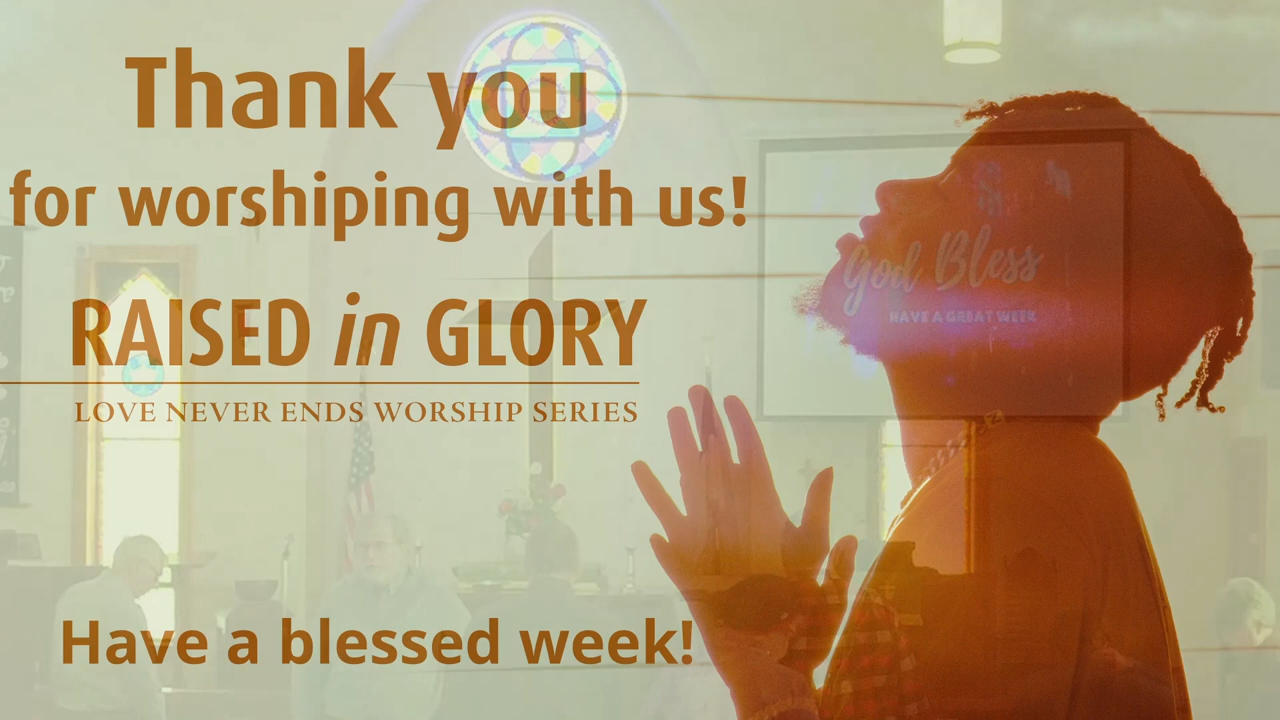 Thank you
for worshiping with us!
RAISED in GLORY
LOVE NEVER ENDS WORSHIP SERIES
God Bless
HAVE A GREAT WEEK
Have a blessed week!